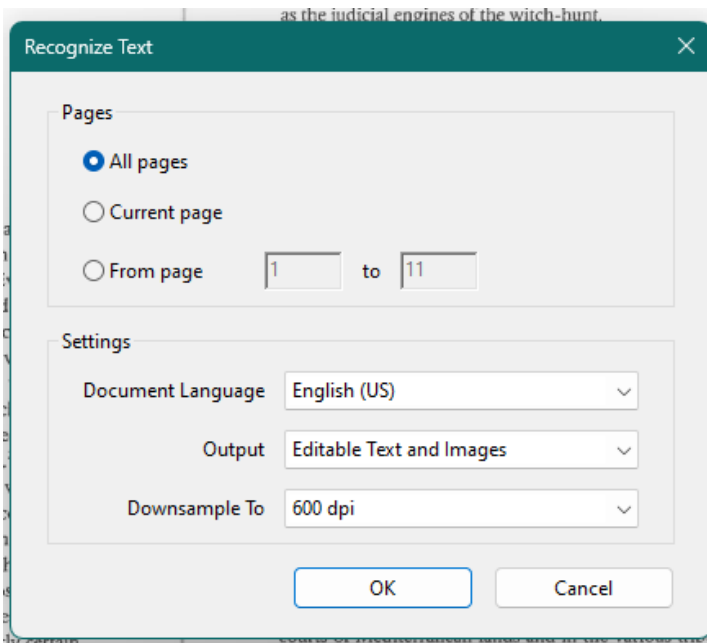 as the judicial engines of the witch-hunt.
Recognize Text
Pages
All pages
Current page
From page 1 to 11
Settings
Document Language English (US)
Output Editable Text and Images
Downsample To 600 dpi
OK Cancel